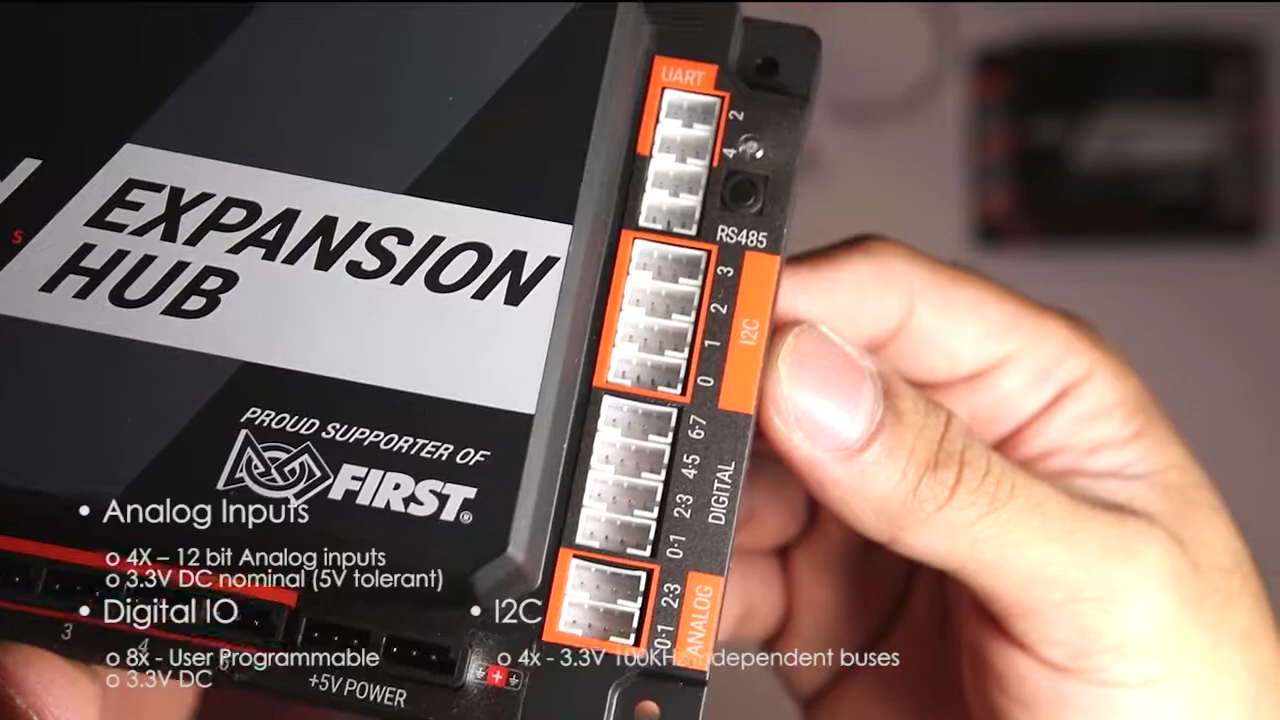 UART
2
4
RS485
S
EXPANSION
HUB
3
2
1
0
I2C
6-7
4-5
2-3
0-1
DIGITAL
2-3
0-1
ANALOG
PROUD SUPPORTER OF
FIRST®
3
4
+5V POWER
• Analog Inputs
o 4X – 12 bit Analog inputs
o 3.3V DC nominal (5V tolerant)
• Digital IO
o 8x - User Programmable
o 3.3V DC
• I2C
o 4x - 3.3V 100KHz independent buses